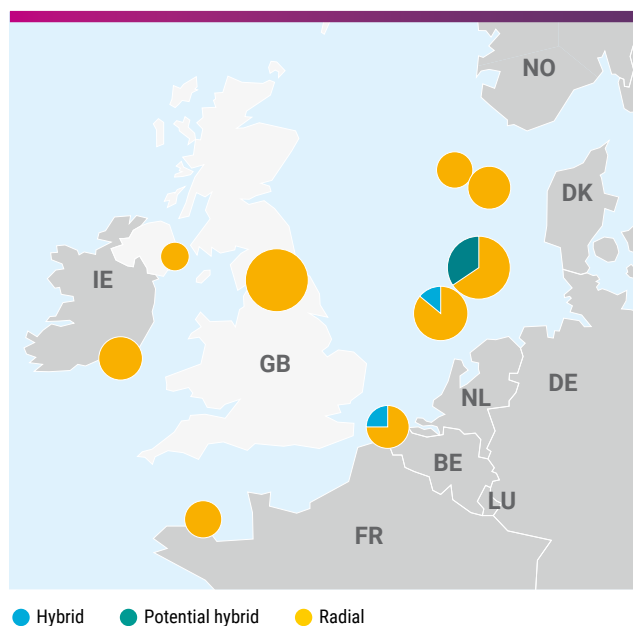 NO
DK
IE
GB
DE
NL
BE
LU
FR
Hybrid
Potential hybrid
Radial